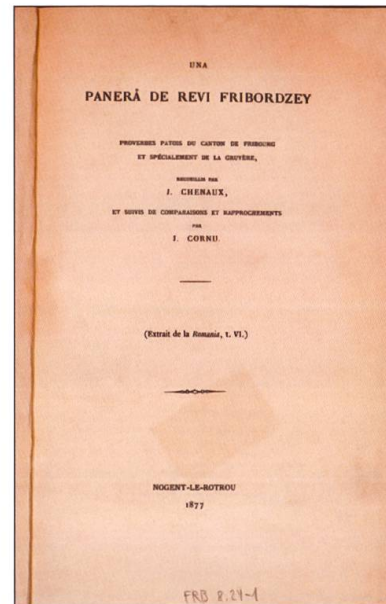 UNA
PANERÂ DE REVI FRIBORDZEY
PROVERBES PATOIS DU CANTON DE FRIBOURG
ET SPÉCIALEMENT DE LA GRUYÈRE,
RECUEILLIS PAR
J. CHENAUX,
ET SUIVIS DE COMPARAISONS ET RAPPROCHEMENTS
PAR
J. CORNU.
(Extrait de la Romania, t. VI.)
NOGENT-LE-ROTROU
1877
FRB 8.24-1